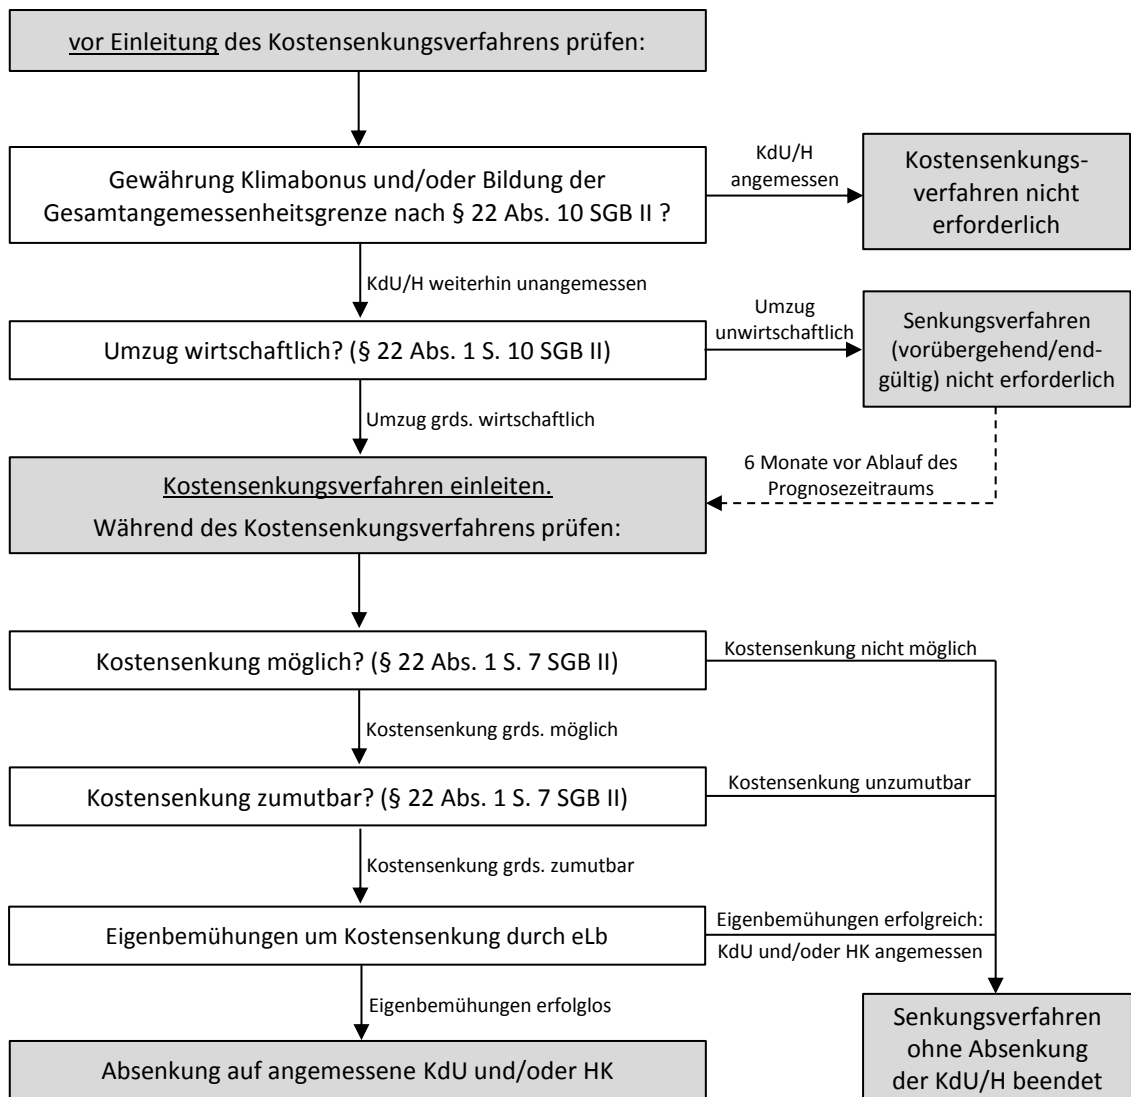 vor Einleitung des Kostensenkungsverfahrens prüfen:
Gewährung Klimabonus und/oder Bildung der
Gesamtangemessenheitsgrenze nach § 22 Abs. 10 SGB II ?
KdU/H
angemessen
Kostensenkungs-
verfahren nicht
erforderlich
KdU/H weiterhin unangemessen
Umzug wirtschaftlich? (§ 22 Abs. 1 S. 10 SGB II)
Umzug
unwirtschaftlich
Senkungsverfahren
(vorübergehend/end-
gültig) nicht erforderlich
Umzug grds. wirtschaftlich
6 Monate vor Ablauf des
Prognosezeitraums
Kostensenkungsverfahren einleiten.
Während des Kostensenkungsverfahrens prüfen:
Kostensenkung möglich? (§ 22 Abs. 1 S. 7 SGB II)
Kostensenkung nicht möglich
Kostensenkung grds. möglich
Kostensenkung zumutbar? (§ 22 Abs. 1 S. 7 SGB II)
Kostensenkung unzumutbar
Kostensenkung grds. zumutbar
Eigenbemühungen um Kostensenkung durch eLb
Eigenbemühungen erfolgreich:
KdU und/oder HK angemessen
Eigenbemühungen erfolglos
Absenkung auf angemessene KdU und/oder HK
Senkungsverfahren
ohne Absenkung
der KdU/H beendet